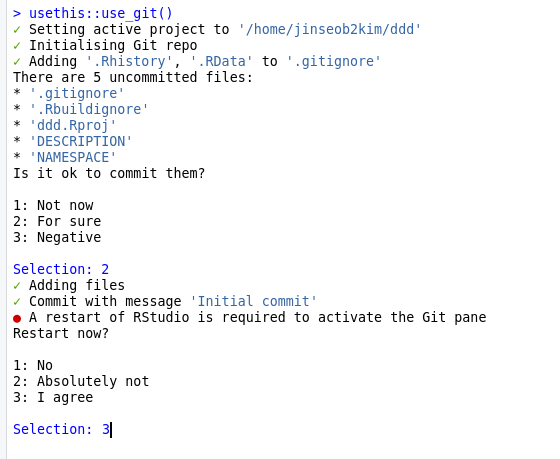 > usethis::use_git()
✓ Setting active project to '/home/jinseob2kim/ddd'
✓ Initialising Git repo
✓ Adding '.Rhistory', '.RData' to '.gitignore'
There are 5 uncommitted files:
* '.gitignore'
* '.Rbuildignore'
* 'ddd.Rproj'
* 'DESCRIPTION'
* 'NAMESPACE'
Is it ok to commit them?
1: Not now
2: For sure
3: Negative
Selection: 2
✓ Adding files
✓ Commit with message 'Initial commit'
● A restart of RStudio is required to activate the Git pane
Restart now?
1: No
2: Absolutely not
3: I agree
Selection: 3